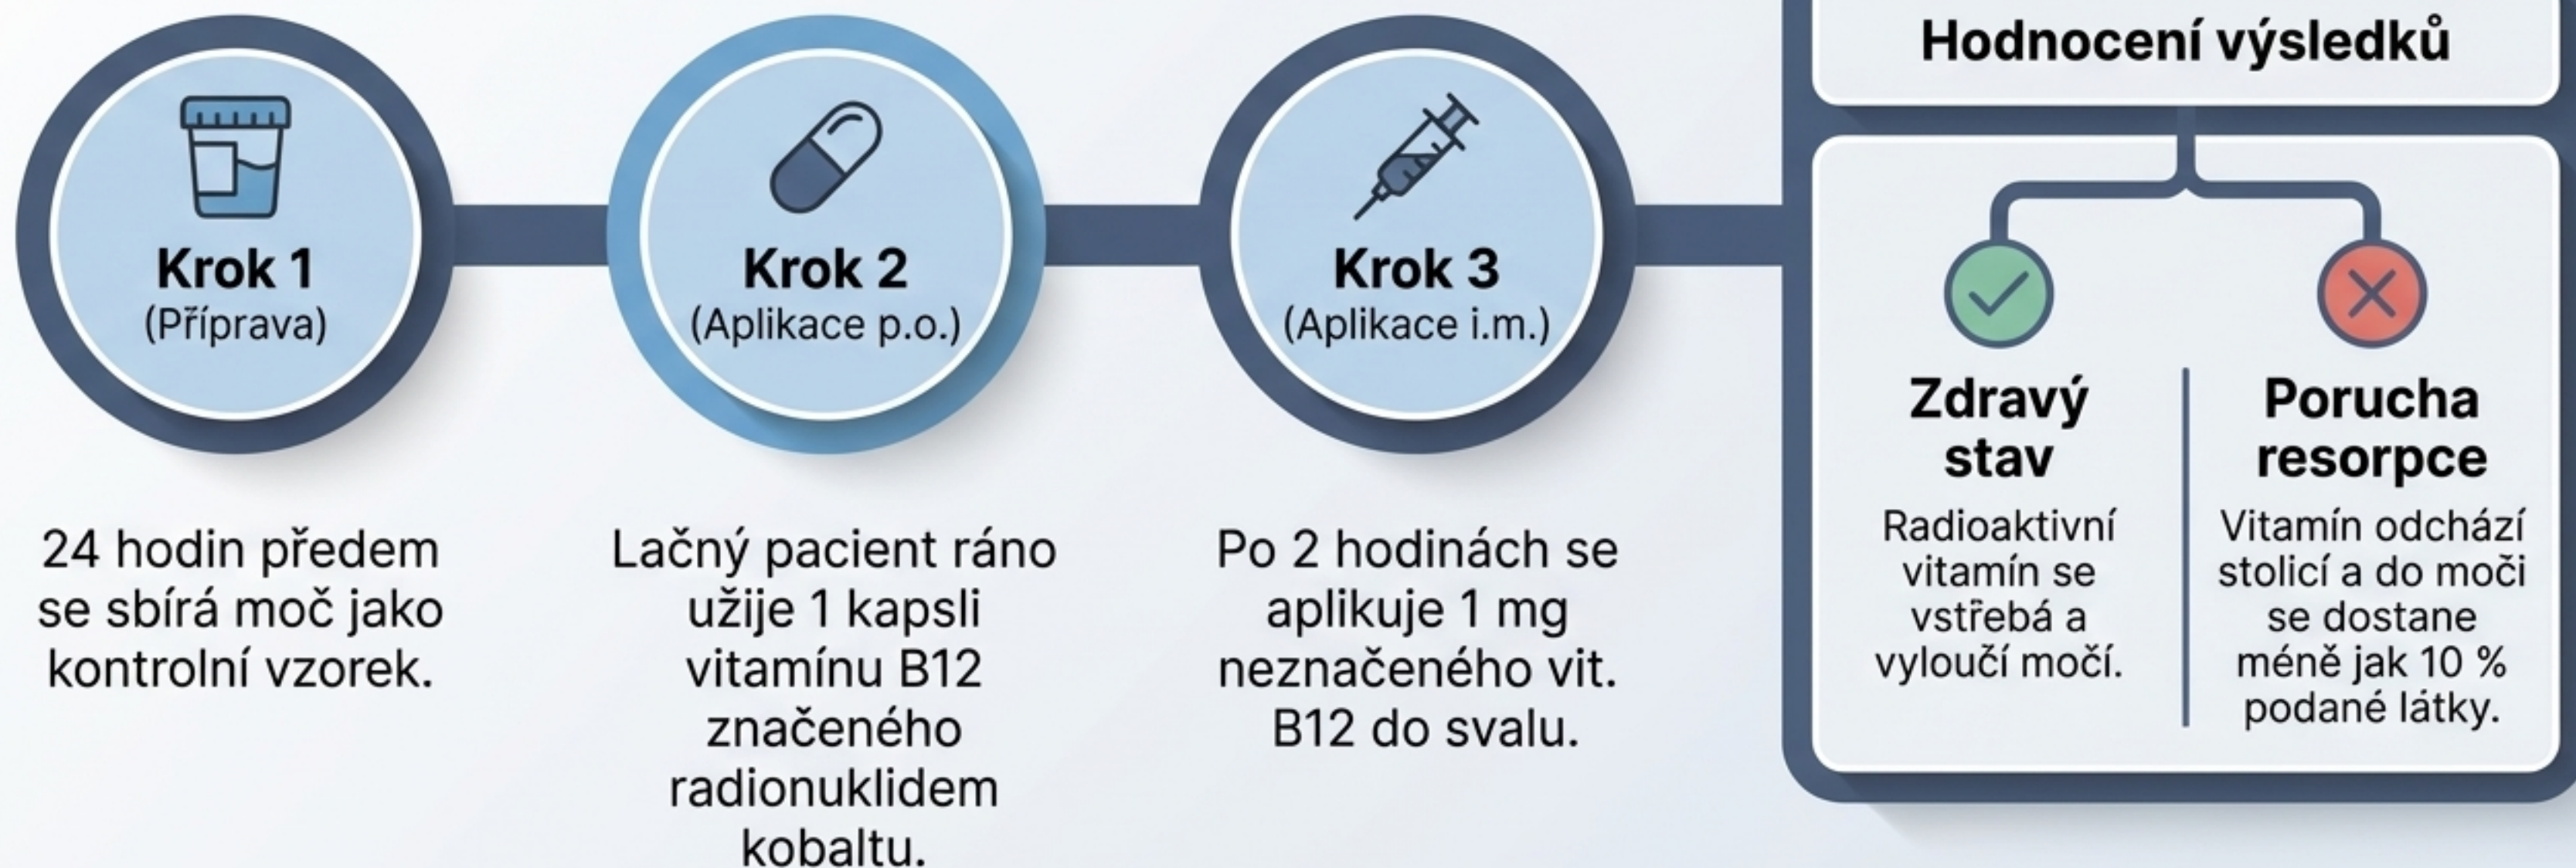 Krok 1
(Příprava)
24 hodin předem
se sbírá moč jako
kontrolní vzorek.
Krok 2
(Aplikace p.o.)
Lačný pacient ráno
užije 1 kapsli
vitamínu B12
značeného
radionuklidem
kobaltu.
Krok 3
(Aplikace i.m.)
Po 2 hodinách se
aplikuje 1 mg
neznačeného vit.
B12 do svalu.
Hodnocení výsledků
Zdravý
stav
Radioaktivní
vitamín se
vstřebá a
vyloučí močí.
Porucha
resorpce
Vitamín odchází
stolicí a do moči
se dostane
méně jak 10 %
podané látky.